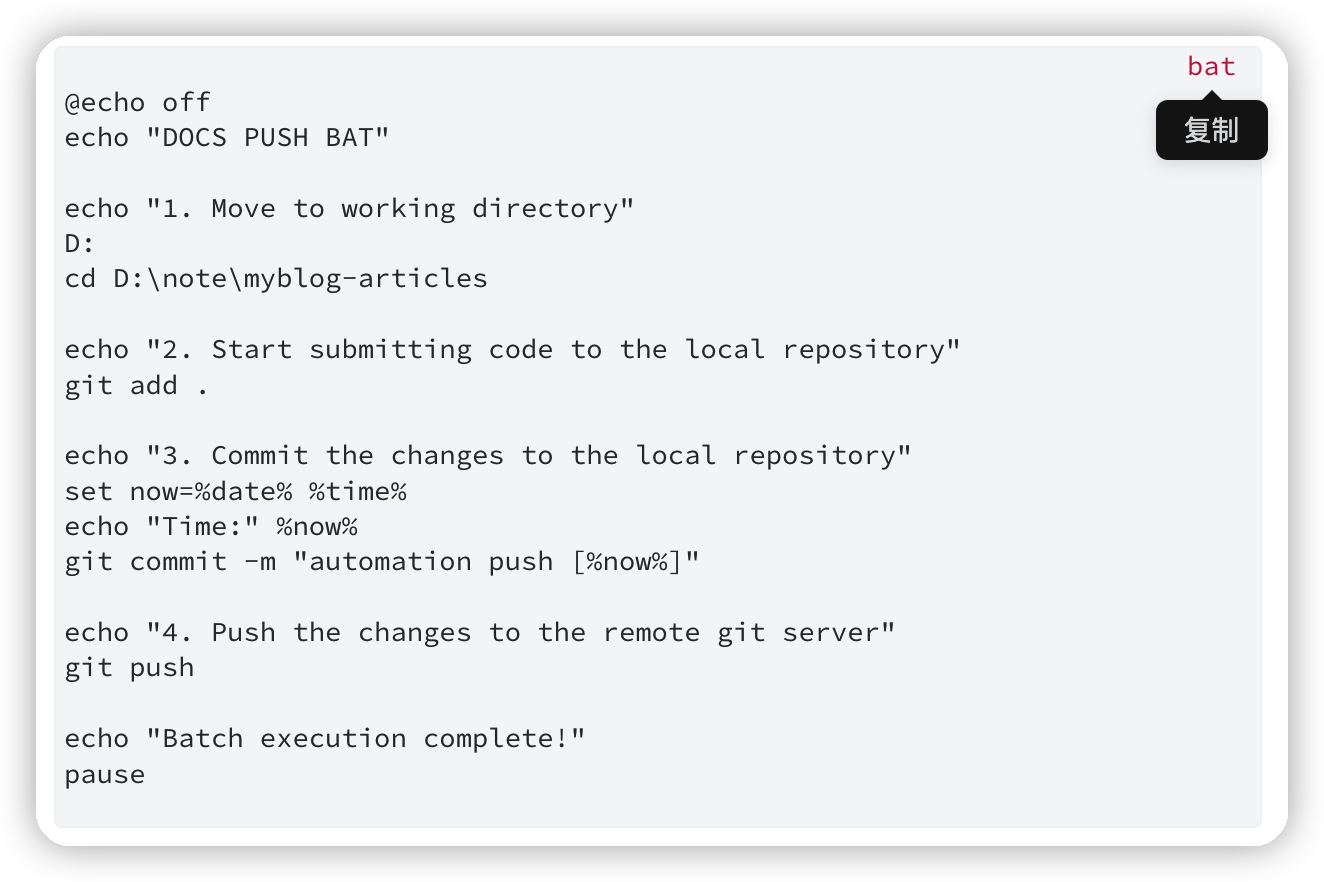 bat
复制
@echo off
echo "DOCS PUSH BAT"
echo "1. Move to working directory"
D:
cd D:\note\myblog-articles
echo "2. Start submitting code to the local repository"
git add .
echo "3. Commit the changes to the local repository"
set now=%date% %time%
echo "Time:" %now%
git commit -m "automation push [%now%]"
echo "4. Push the changes to the remote git server"
git push
echo "Batch execution complete!"
pause